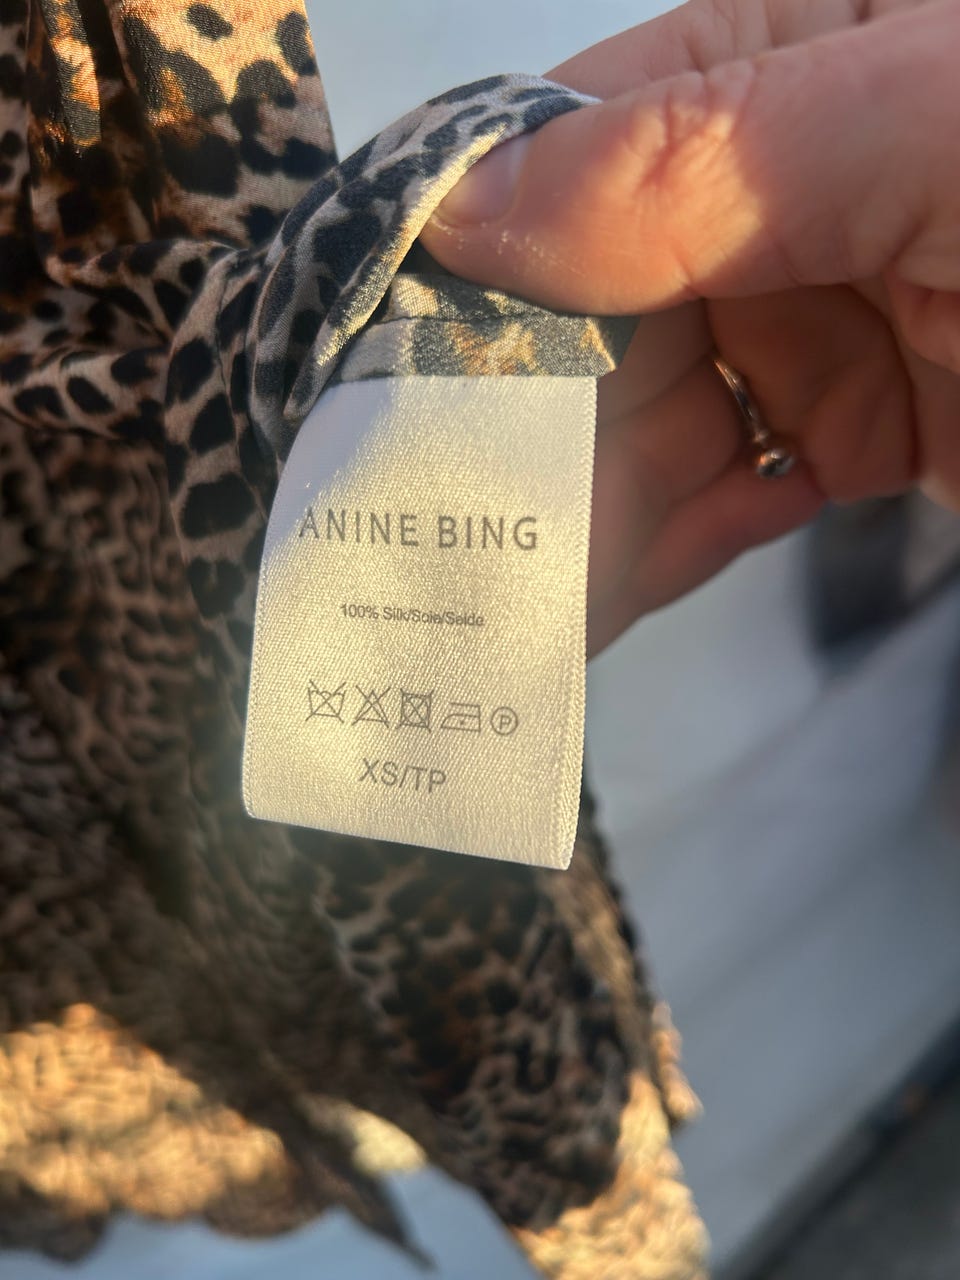 ANINE BING
100% Silk/Soie/Seide
P
XS/TP